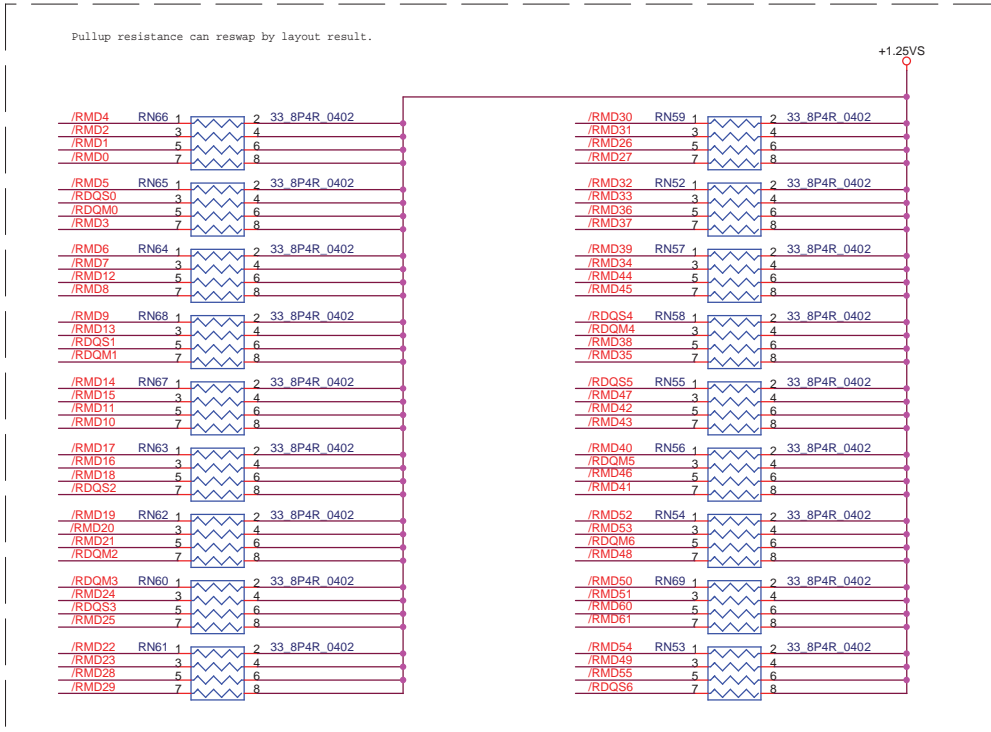 Pullup resistance can reswap by layout result.
+1.25VS
/RMD4 RN66 1 2 33_8P4R_0402
/RMD2 3 4
/RMD1 5 6
/RMD0 7 8
/RMD5 RN65 1 2 33_8P4R_0402
/RDQS0 3 4
/RDQM0 5 6
/RMD3 7 8
/RMD6 RN64 1 2 33_8P4R_0402
/RMD7 3 4
/RMD12 5 6
/RMD8 7 8
/RMD9 RN68 1 2 33_8P4R_0402
/RMD13 3 4
/RDQS1 5 6
/RDQM1 7 8
/RMD14 RN67 1 2 33_8P4R_0402
/RMD15 3 4
/RMD11 5 6
/RMD10 7 8
/RMD17 RN63 1 2 33_8P4R_0402
/RMD16 3 4
/RMD18 5 6
/RDQS2 7 8
/RMD19 RN62 1 2 33_8P4R_0402
/RMD20 3 4
/RMD21 5 6
/RDQM2 7 8
/RDQM3 RN60 1 2 33_8P4R_0402
/RMD24 3 4
/RDQS3 5 6
/RMD25 7 8
/RMD22 RN61 1 2 33_8P4R_0402
/RMD23 3 4
/RMD28 5 6
/RMD29 7 8
/RMD30 RN59 1 2 33_8P4R_0402
/RMD31 3 4
/RMD26 5 6
/RMD27 7 8
/RMD32 RN52 1 2 33_8P4R_0402
/RMD33 3 4
/RMD36 5 6
/RMD37 7 8
/RMD39 RN57 1 2 33_8P4R_0402
/RMD34 3 4
/RMD44 5 6
/RMD45 7 8
/RDQS4 RN58 1 2 33_8P4R_0402
/RDQM4 3 4
/RMD38 5 6
/RMD35 7 8
/RDQS5 RN55 1 2 33_8P4R_0402
/RMD47 3 4
/RMD42 5 6
/RMD43 7 8
/RMD40 RN56 1 2 33_8P4R_0402
/RDQM5 3 4
/RMD46 5 6
/RMD41 7 8
/RMD52 RN54 1 2 33_8P4R_0402
/RMD53 3 4
/RDQM6 5 6
/RMD48 7 8
/RMD50 RN69 1 2 33_8P4R_0402
/RMD51 3 4
/RMD60 5 6
/RMD61 7 8
/RMD54 RN53 1 2 33_8P4R_0402
/RMD49 3 4
/RMD55 5 6
/RDQS6 7 8